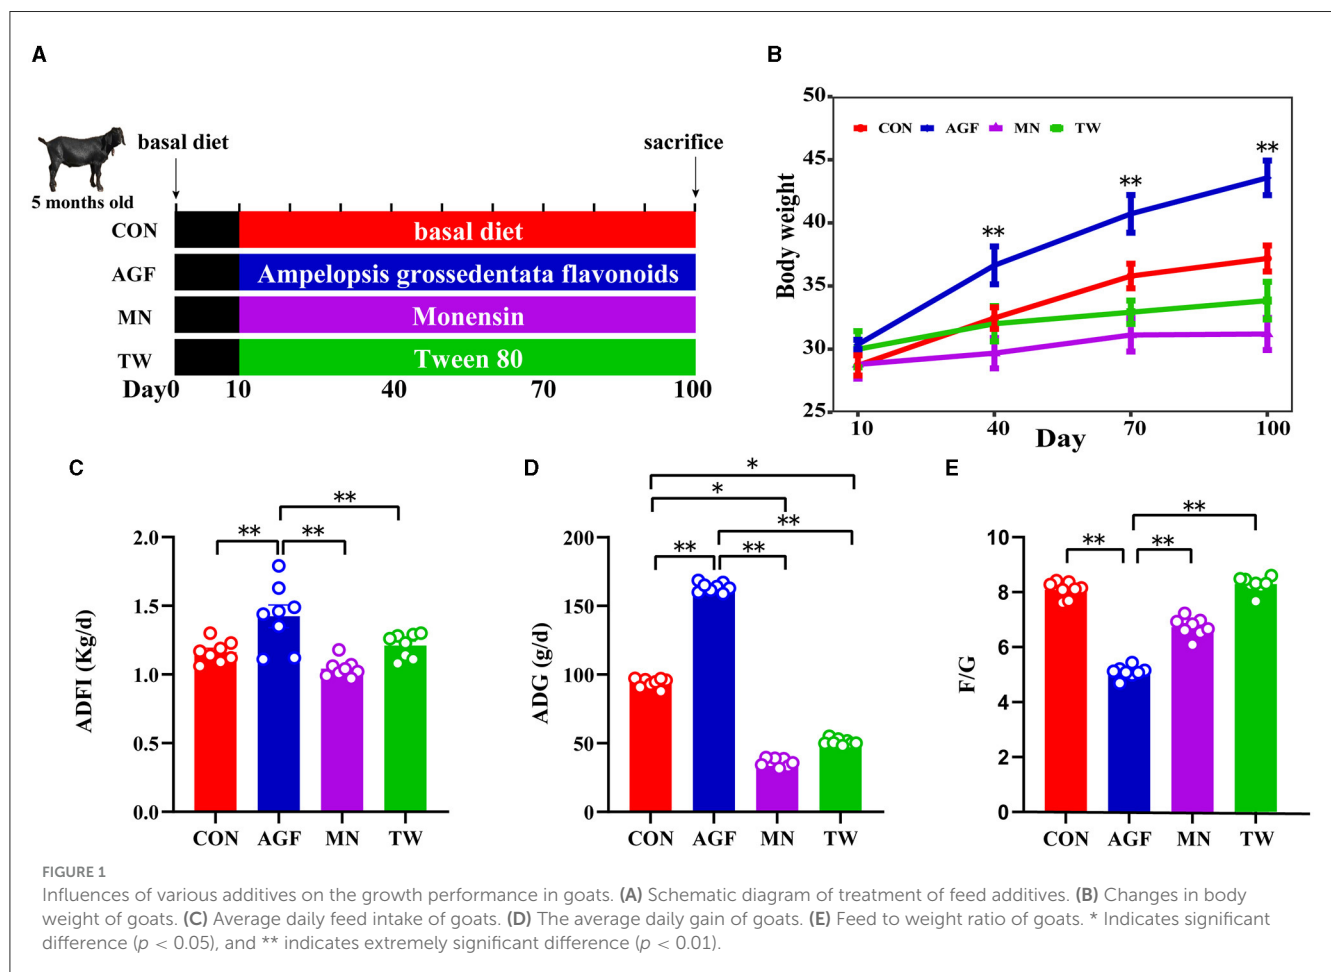 A
basal diet
sacrifice
5 months old
CON
basal diet
AGF
Ampelopsis grossedentata flavonoids
MN
Monensin
TW
Tween 80
Day 0 10 40 70 100
B
50
45
40
35
30
25
Body weight
CON AGF MN TW
**
**
**
10 40 70 100
Day
C
**
** **
2.0
1.5
1.0
0.5
0.0
ADFI (Kg/d)
CON AGF MN TW
D
*
*
**
** **
200
150
100
50
0
ADG (g/d)
CON AGF MN TW
E
**
** **
10
8
6
4
2
0
F/G
CON AGF MN TW
FIGURE 1
Influences of various additives on the growth performance in goats. (A) Schematic diagram of treatment of feed additives. (B) Changes in body
weight of goats. (C) Average daily feed intake of goats. (D) The average daily gain of goats. (E) Feed to weight ratio of goats. * Indicates significant
difference (p < 0.05), and ** indicates extremely significant difference (p < 0.01).